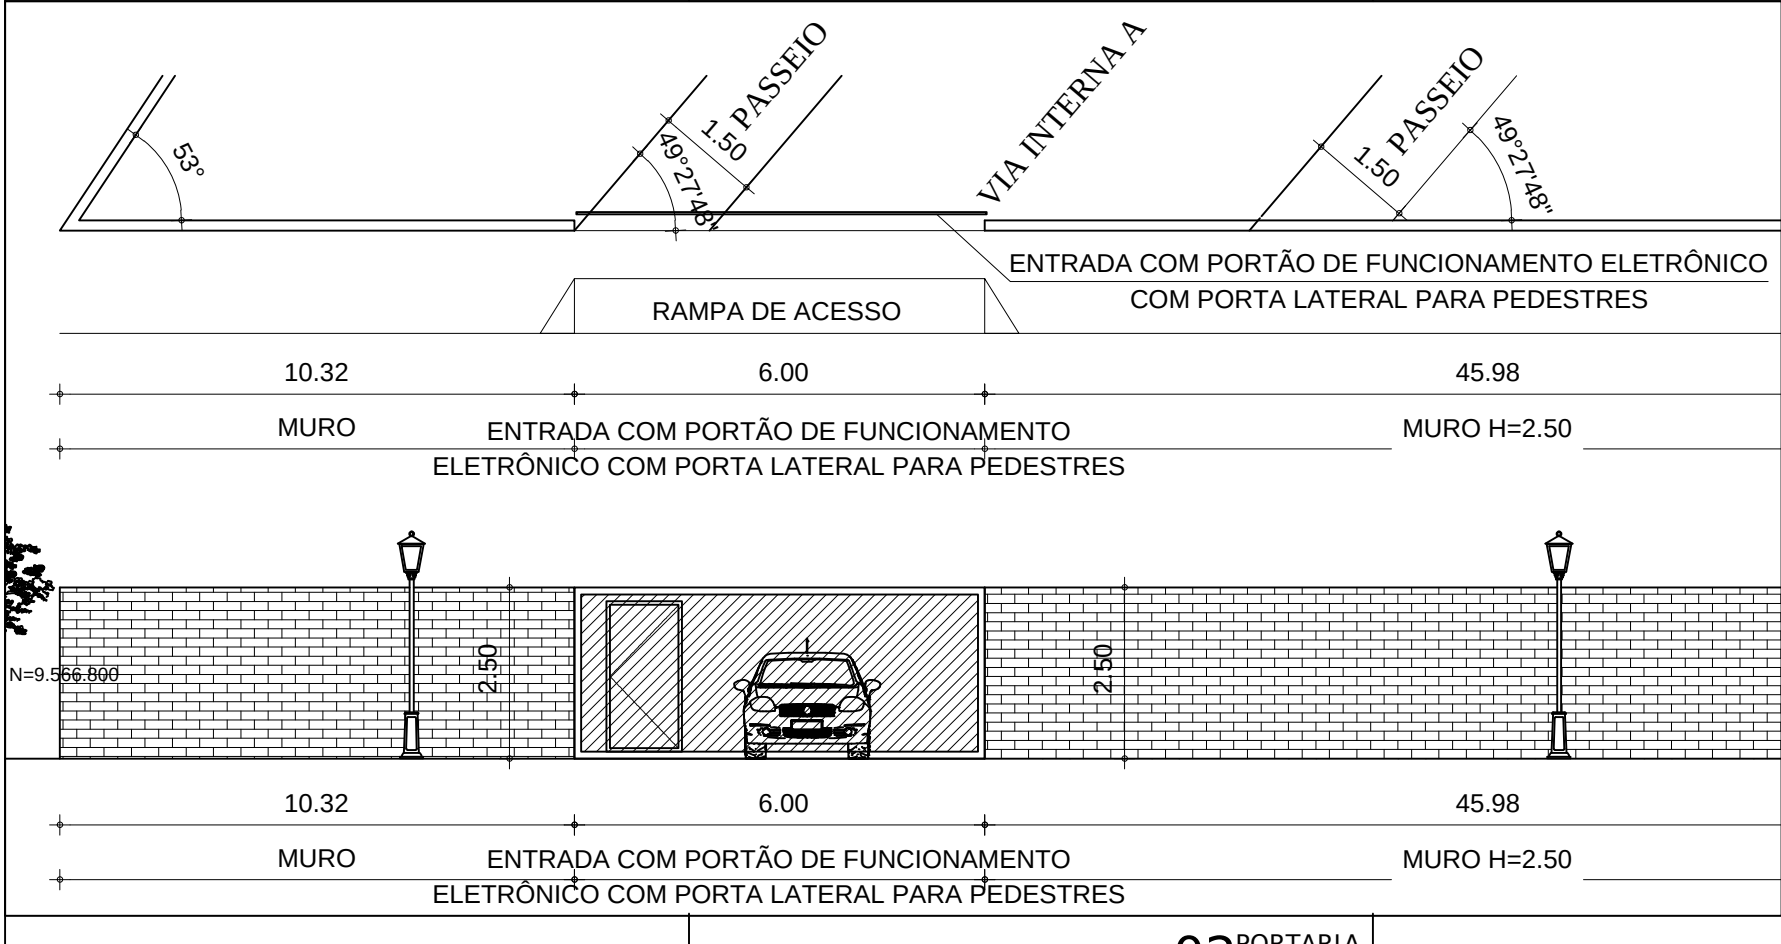 PASSEIO
1.50
49°27'48"
53°
VIA INTERNA A
PASSEIO
1.50
49°27'48"
ENTRADA COM PORTÃO DE FUNCIONAMENTO ELETRÔNICO
COM PORTA LATERAL PARA PEDESTRES
RAMPA DE ACESSO
10.32
6.00
45.98
MURO
ENTRADA COM PORTÃO DE FUNCIONAMENTO
ELETRÔNICO COM PORTA LATERAL PARA PEDESTRES
MURO H=2.50
2.50
2.50
N=9.566.800
10.32
6.00
45.98
MURO
ENTRADA COM PORTÃO DE FUNCIONAMENTO
ELETRÔNICO COM PORTA LATERAL PARA PEDESTRES
MURO H=2.50
PORTARIA